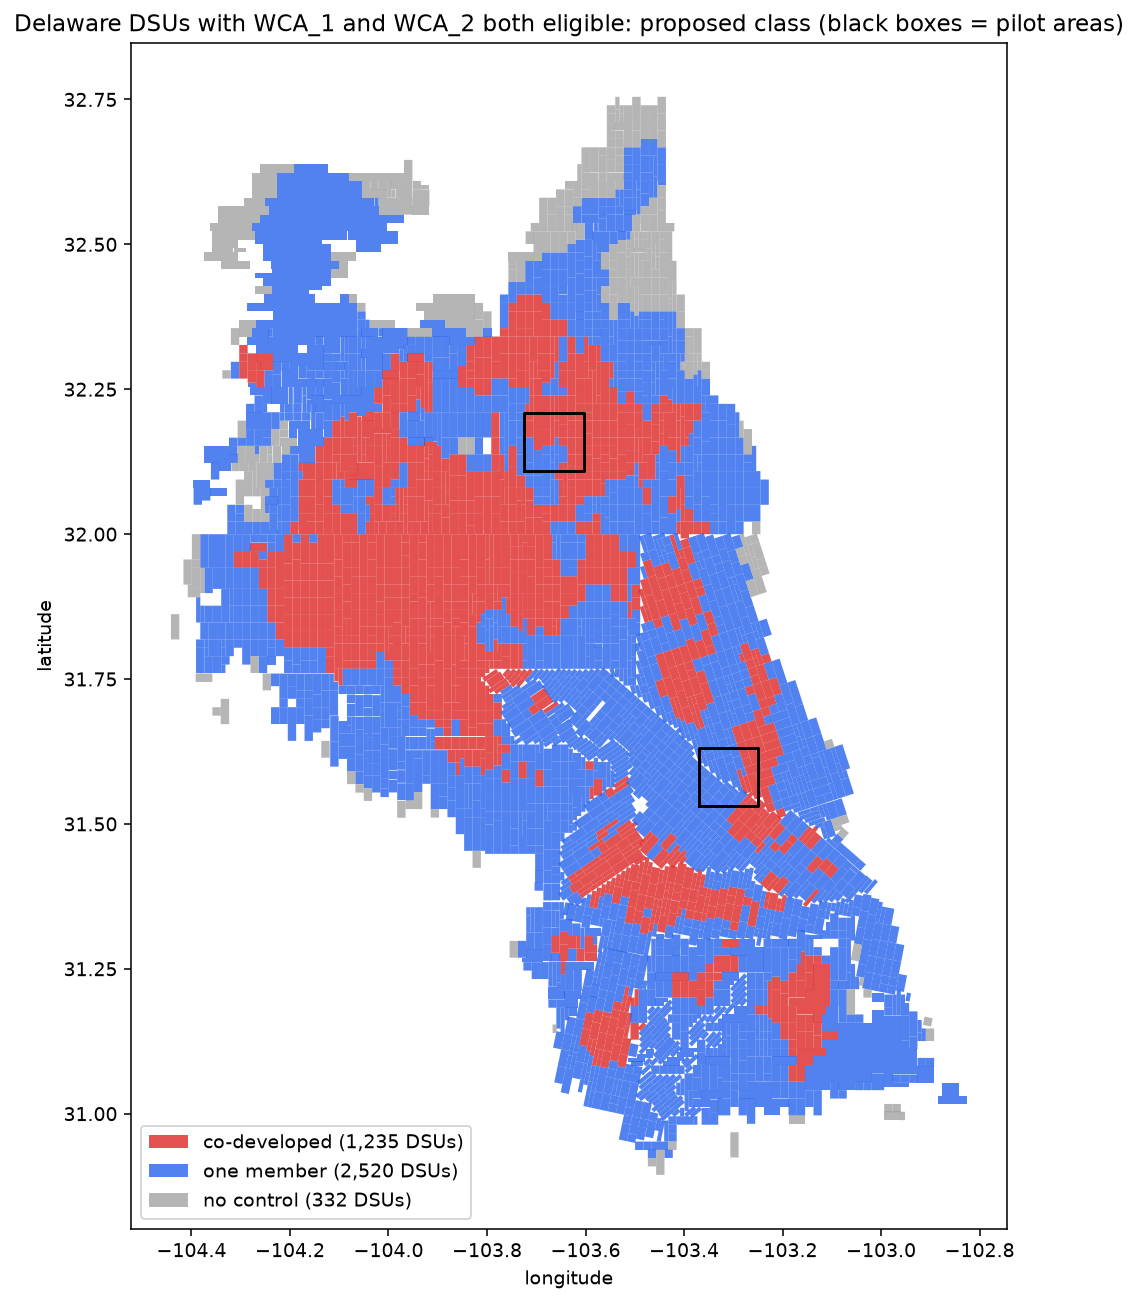 Delaware DSUs with WCA_1 and WCA_2 both eligible: proposed class (black boxes = pilot areas)
32.75
32.50
32.25
32.00
31.75
31.50
31.25
31.00
latitude
co-developed (1,235 DSUs)
one member (2,520 DSUs)
no control (332 DSUs)
−104.4 −104.2 −104.0 −103.8 −103.6 −103.4 −103.2 −103.0 −102.8
longitude